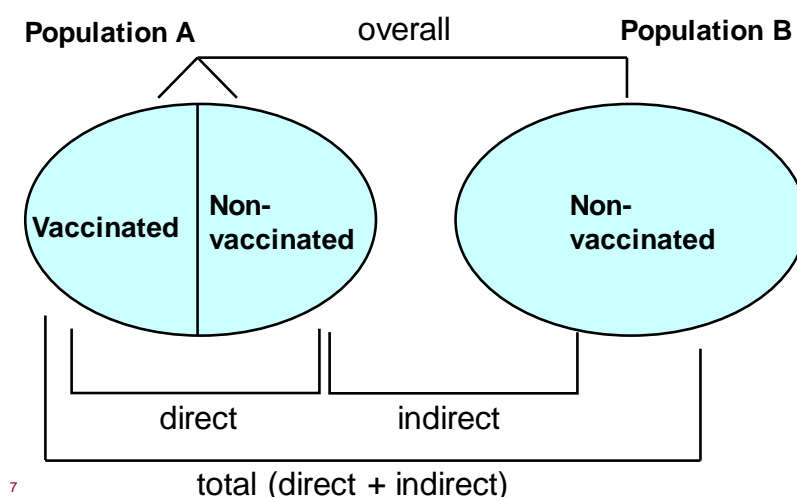 Population A
overall
Population B
Vaccinated
Non-
vaccinated
Non-
vaccinated
direct
indirect
total (direct + indirect)
7